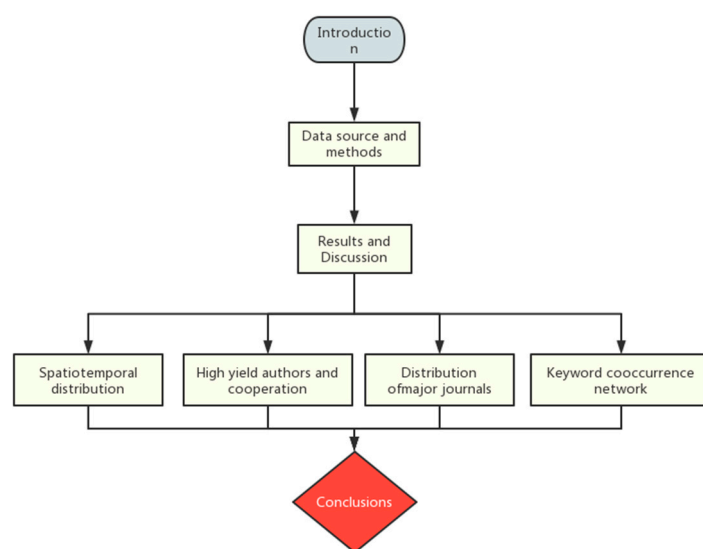 Introductio
n
Data source and
methods
Results and
Discussion
Spatiotemporal
distribution
High yield authors and
cooperation
Distribution
ofmajor journals
Keyword cooccurrence
network
Conclusions